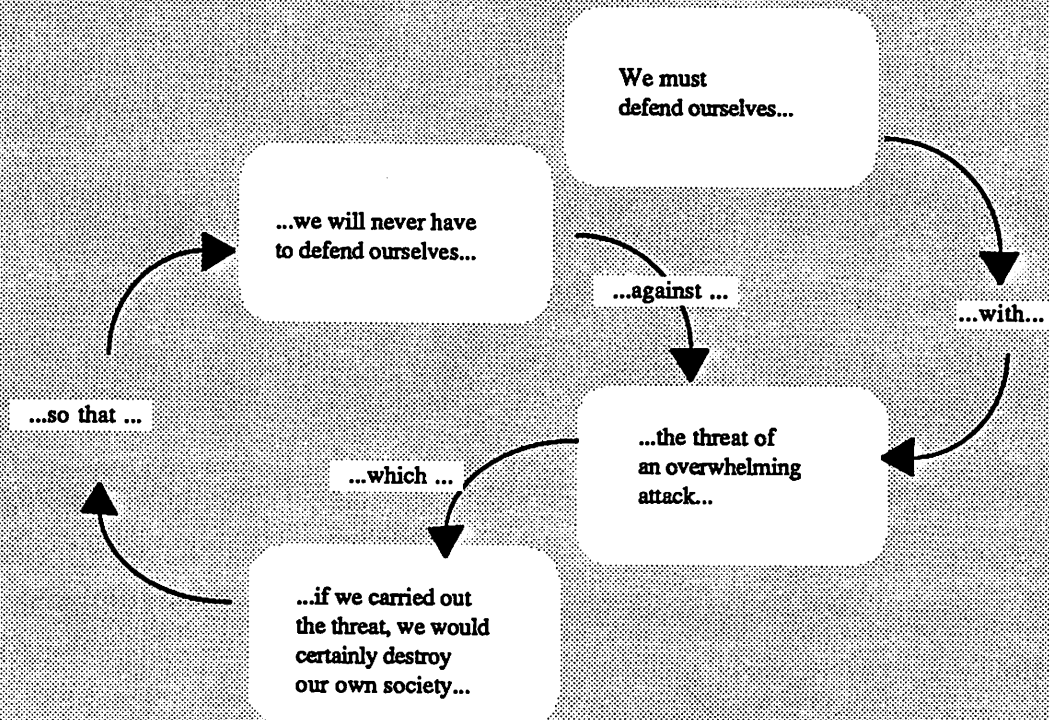 We must
defend ourselves...
...with...
...the threat of
an overwhelming
attack...
...which ...
...if we carried out
the threat, we would
certainly destroy
our own society...
...so that ...
...we will never have
to defend ourselves...
...against ...